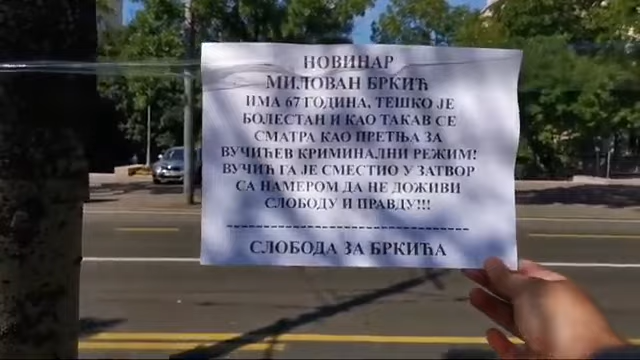 НОВИНАР
МИЛОВАН БРКИЋ
ИМА 67 ГОДИНА, ТЕШКО ЈЕ
БОЛЕСТАН И КАО ТАКАВ СЕ
СМАТРА КАО ПРЕТЊА ЗА
ВУЧИЋЕВ КРИМИНАЛНИ РЕЖИМ!
ВУЧИЋ ГА ЈЕ СМЕСТИО У ЗАТВОР
СА НАМЕРОМ ДА НЕ ДОЖИВИ
СЛОБОДУ И ПРАВДУ!!!
СЛОБОДА ЗА БРКИЋА